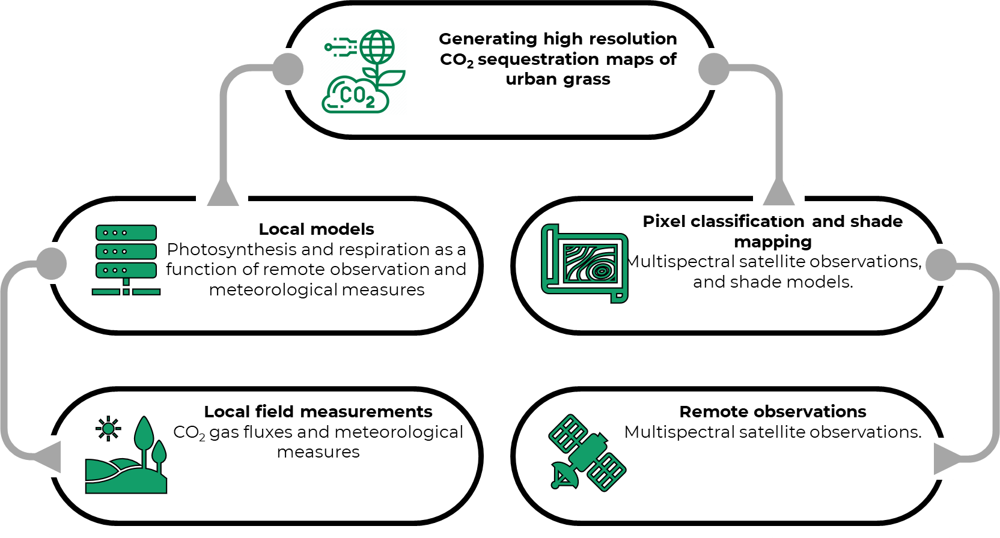 Generating high resolution
CO₂ sequestration maps of
urban grass
CO₂
Local models
Photosynthesis and respiration as a
function of remote observation and
meteorological measures
Pixel classification and shade
mapping
Multispectral satellite observations,
and shade models.
Local field measurements
CO₂ gas fluxes and meteorological
measures
Remote observations
Multispectral satellite observations.